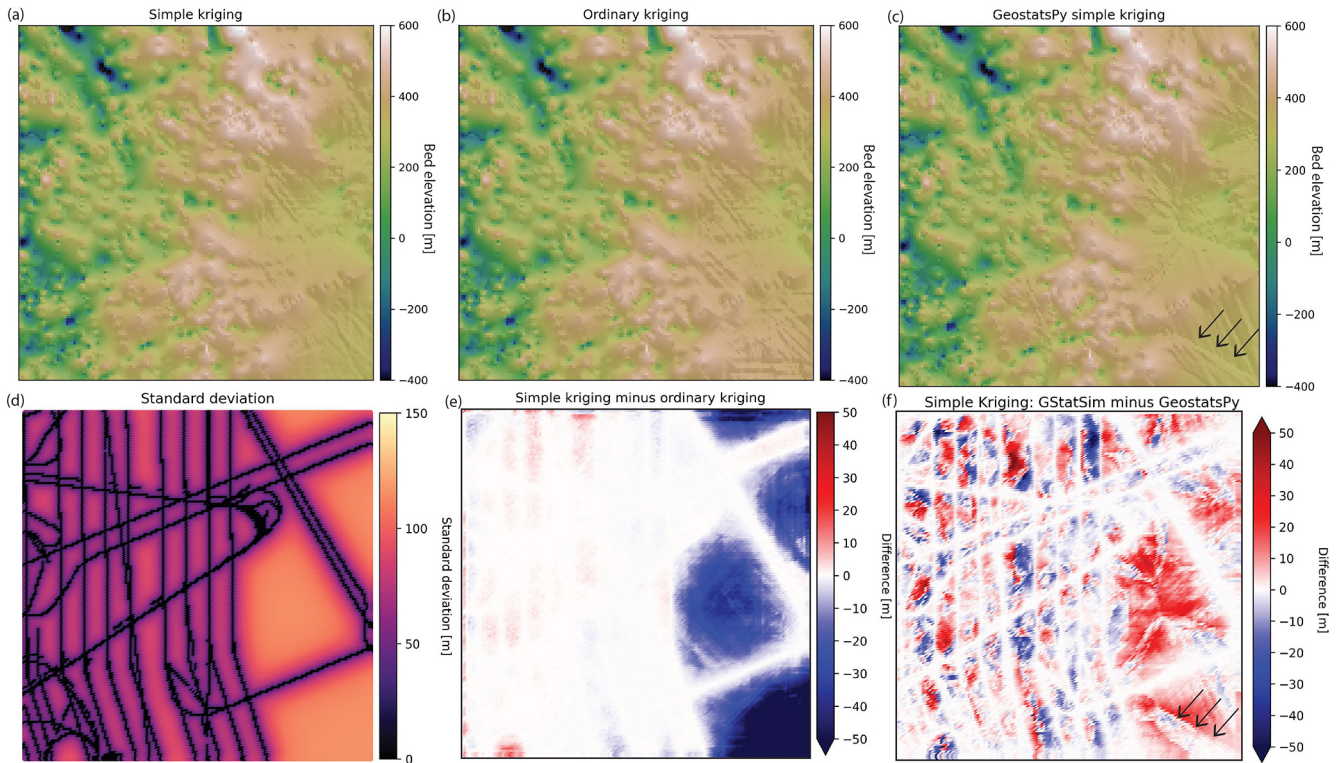 (a)
Simple kriging
600
400
200
0
−200
−400
Bed elevation [m]
(b)
Ordinary kriging
600
400
200
0
−200
−400
Bed elevation [m]
(c)
GeostatsPy simple kriging
600
400
200
0
−200
−400
Bed elevation [m]
(d)
Standard deviation
150
100
50
0
Standard deviation [m]
(e)
Simple kriging minus ordinary kriging
50
40
30
20
10
0
−10
−20
−30
−40
−50
Difference [m]
(f)
Simple Kriging: GStatSim minus GeostatsPy
50
40
30
20
10
0
−10
−20
−30
−40
−50
Difference [m]